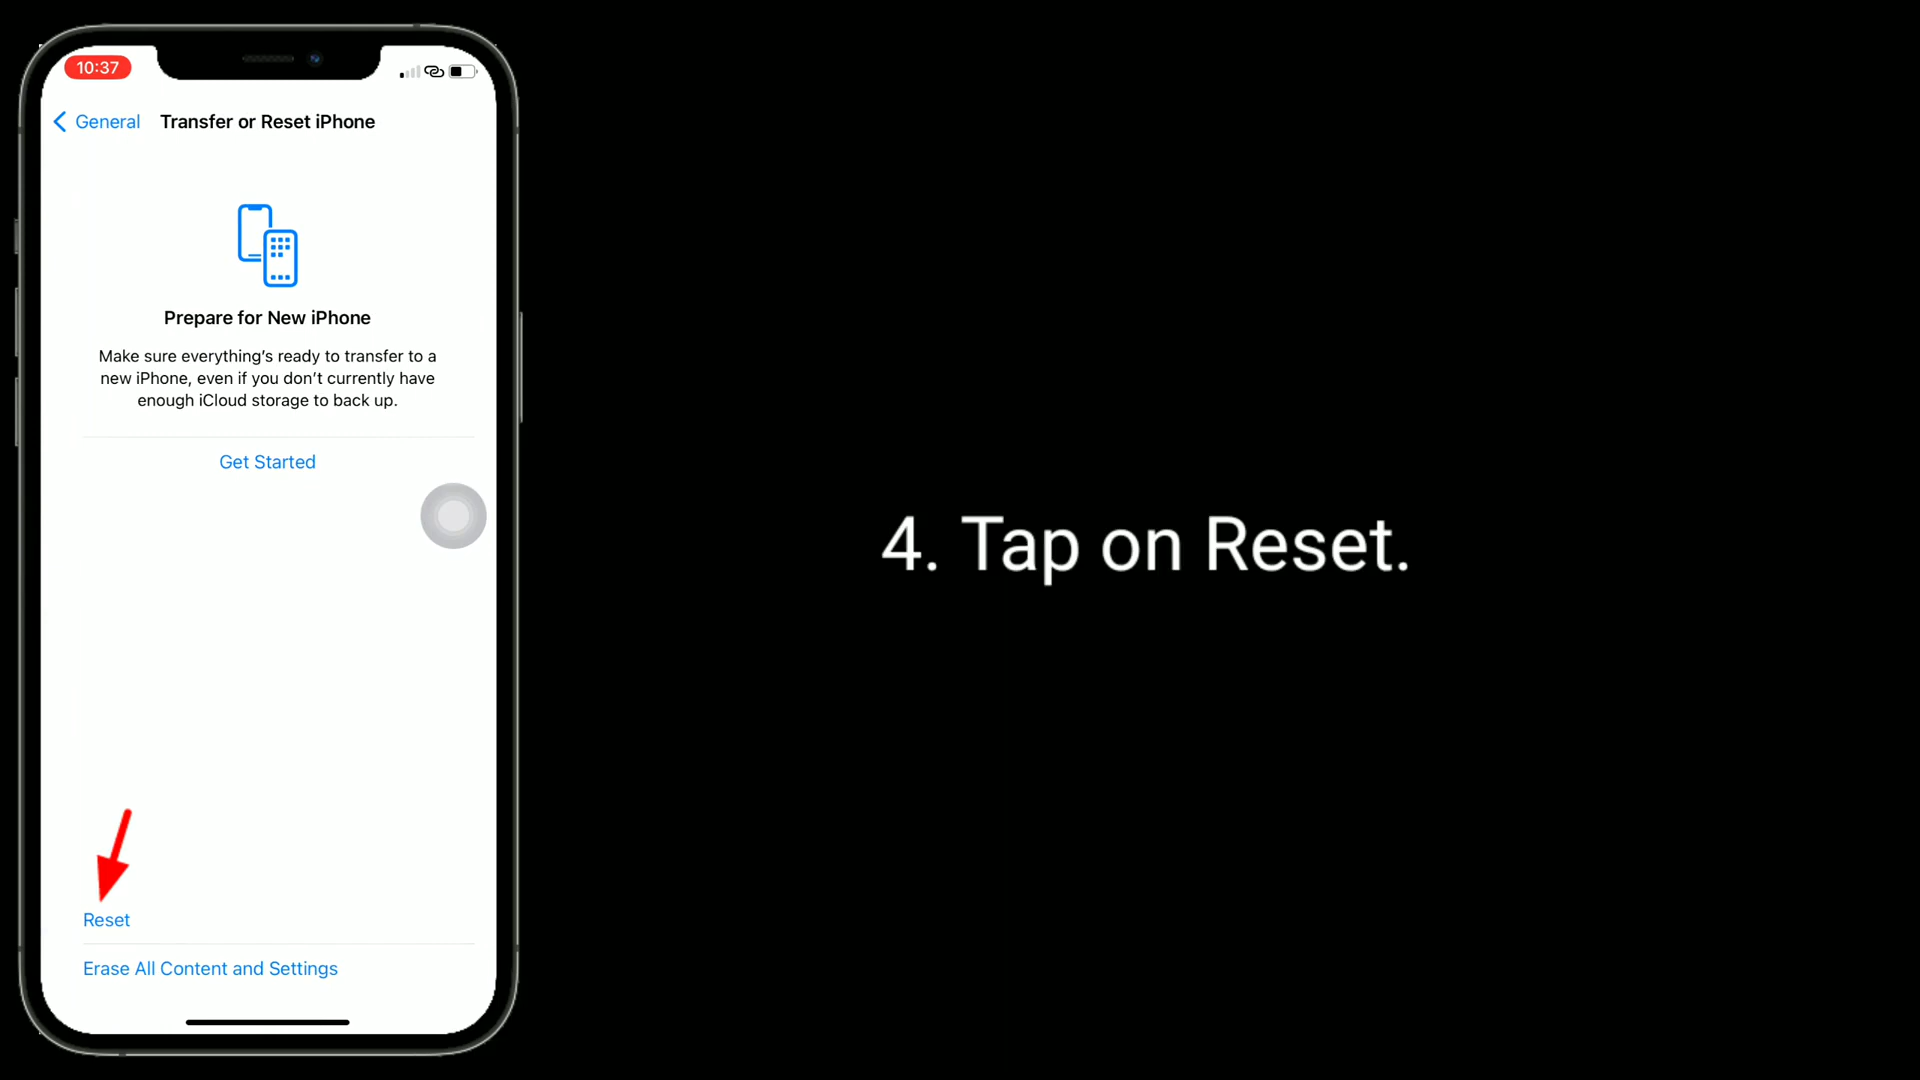 10:37
General
Transfer or Reset iPhone
Prepare for New iPhone
Make sure everything's ready to transfer to a
new iPhone, even if you don't currently have
enough iCloud storage to back up.
Get Started
4. Tap on Reset.
Reset
Erase All Content and Settings